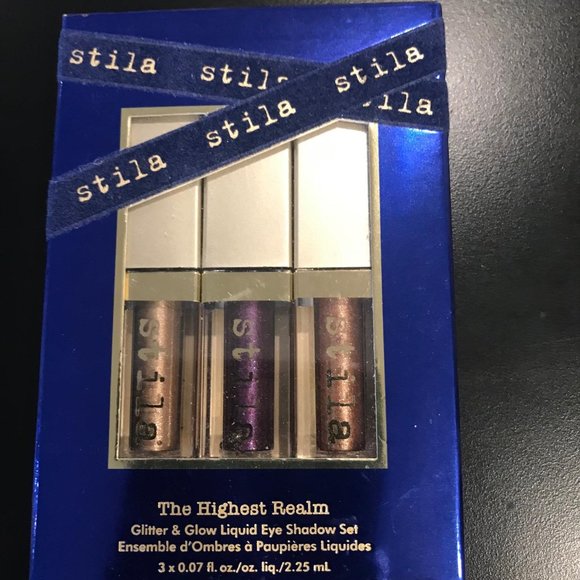 stila stila stila
stila stila stila
stila
stila
stila
The Highest Realm
Glitter & Glow Liquid Eye Shadow Set
Ensemble d'Ombres à Paupières Liquides
3 x 0.07 fl. oz./oz. liq./2.25 mL